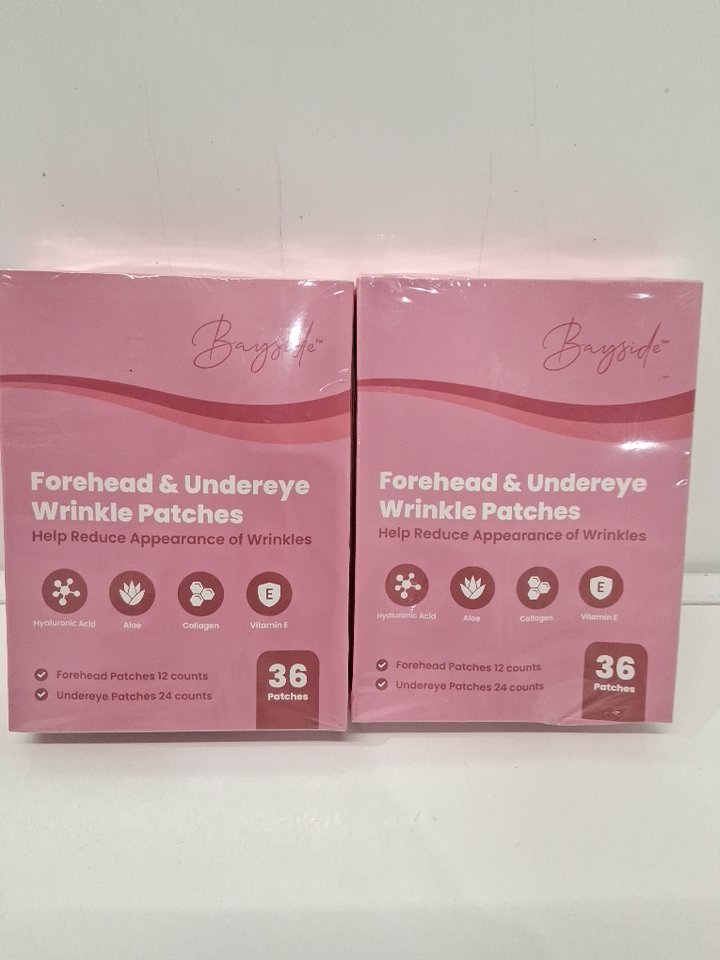 Bayside™
Forehead & Undereye
Wrinkle Patches
Help Reduce Appearance of Wrinkles
Hyaluronic Acid
Aloe
Collagen
Vitamin E
E
Forehead Patches 12 counts
Undereye Patches 24 counts
36
Patches
Bayside™
Forehead & Undereye
Wrinkle Patches
Help Reduce Appearance of Wrinkles
E
Hyaluronic Acid
Aloe
Collagen
Vitamin E
Forehead Patches 12 counts
Undereye Patches 24 counts
36
Patches